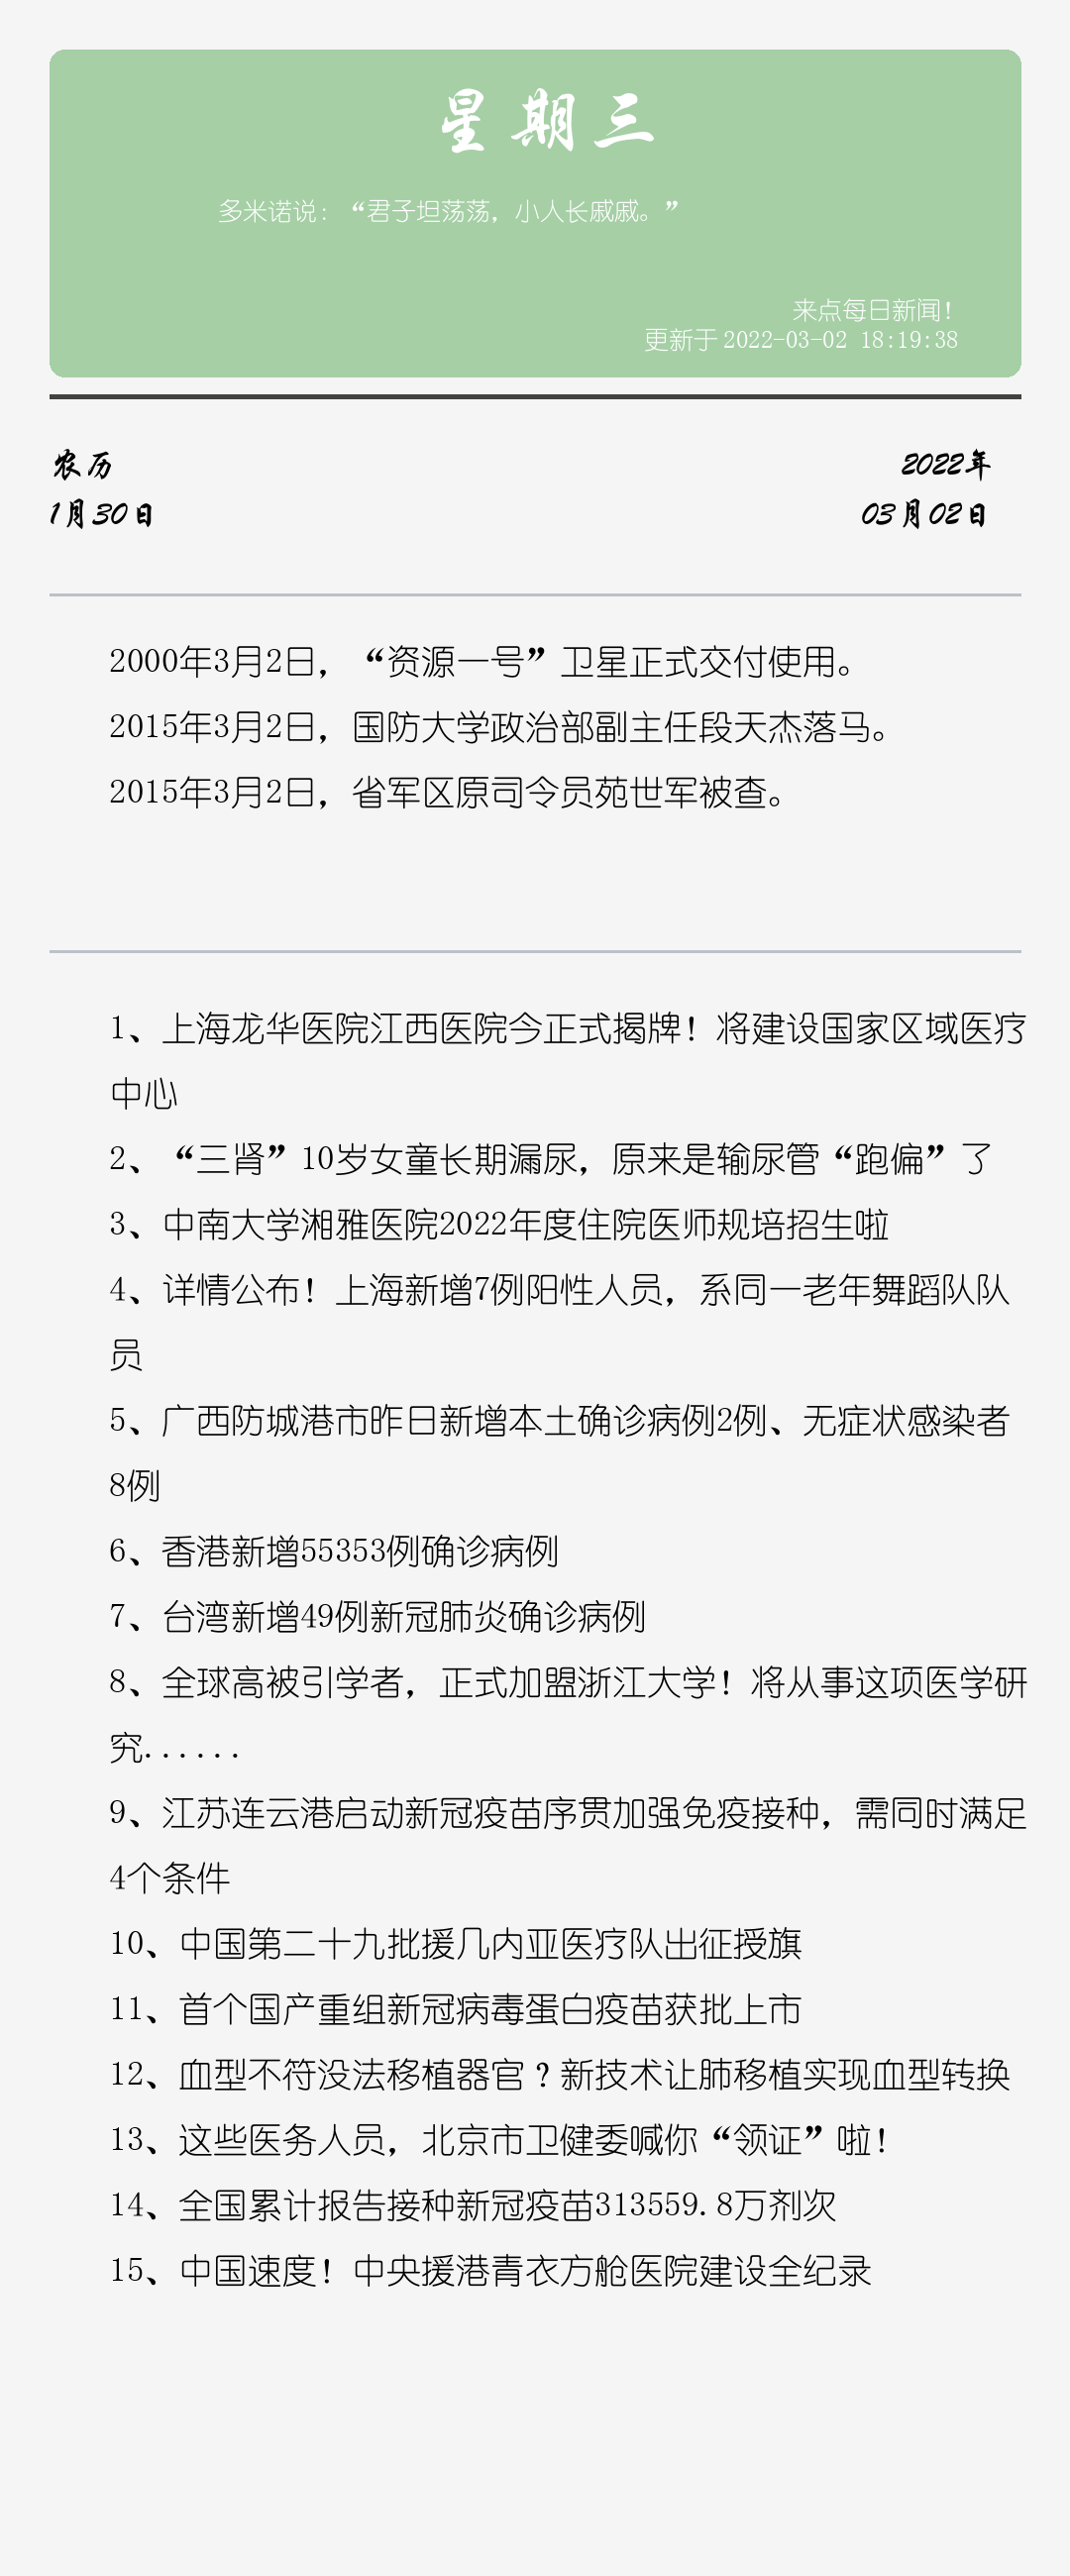 星期三
多米诺说：“君子坦荡荡，小人长戚戚。”
来点每日新闻！
更新于 2022-03-02 18:19:38
农历
2022年
1月30日
03月02日
2000年3月2日，“资源一号”卫星正式交付使用。
2015年3月2日，国防大学政治部副主任段天杰落马。
2015年3月2日，省军区原司令员苑世军被查。
1、上海龙华医院江西医院今正式揭牌！将建设国家区域医疗
中心
2、“三肾”10岁女童长期漏尿，原来是输尿管“跑偏”了
3、中南大学湘雅医院2022年度住院医师规培招生啦
4、详情公布！上海新增7例阳性人员，系同一老年舞蹈队队
员
5、广西防城港市昨日新增本土确诊病例2例、无症状感染者
8例
6、香港新增55353例确诊病例
7、台湾新增49例新冠肺炎确诊病例
8、全球高被引学者，正式加盟浙江大学！将从事这项医学研
究......
9、江苏连云港启动新冠疫苗序贯加强免疫接种，需同时满足
4个条件
10、中国第二十九批援几内亚医疗队出征授旗
11、首个国产重组新冠病毒蛋白疫苗获批上市
12、血型不符没法移植器官？新技术让肺移植实现血型转换
13、这些医务人员，北京市卫健委喊你“领证”啦！
14、全国累计报告接种新冠疫苗313559.8万剂次
15、中国速度！中央援港青衣方舱医院建设全纪录